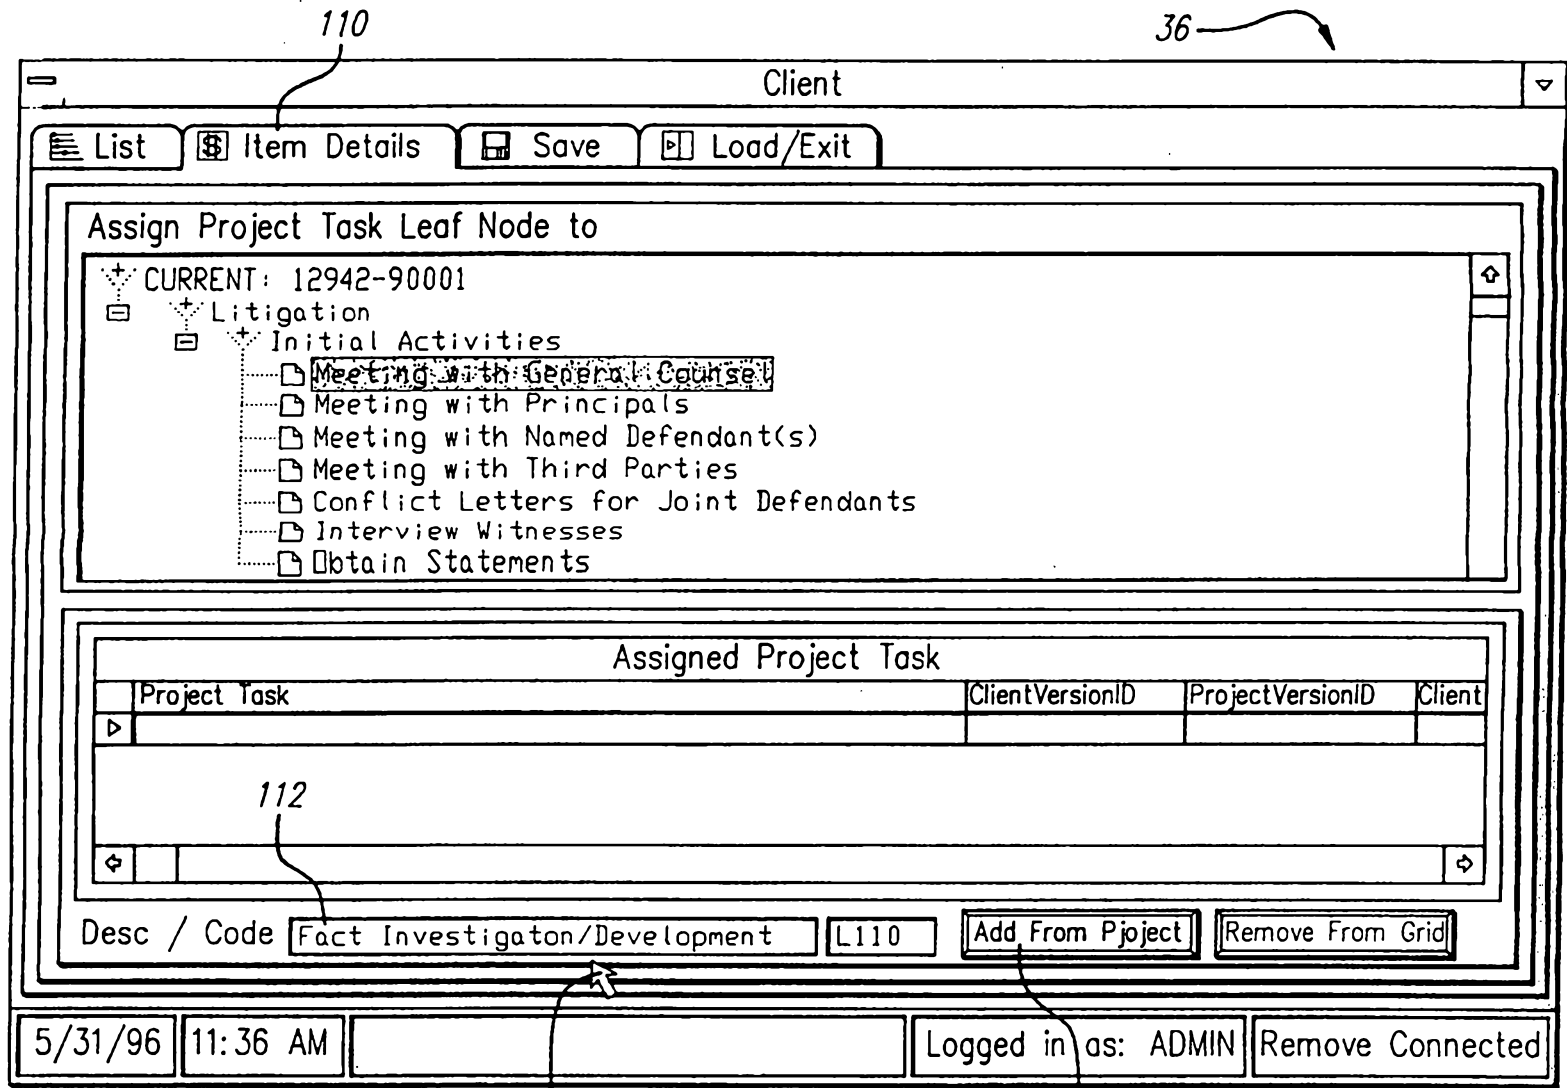 110
36
Client
List Item Details Save Load/Exit
Assign Project Task Leaf Node to
CURRENT: 12942-90001
Litigation
Initial Activities
Meeting with General Counsel
Meeting with Principals
Meeting with Named Defendant(s)
Meeting with Third Parties
Conflict Letters for Joint Defendants
Interview Witnesses
Obtain Statements
Assigned Project Task
Project Task ClientVersionID ProjectVersionID Client
112
Desc / Code Fact Investigaton/Development L110 Add From Pjoject Remove From Grid
5/31/96 11:36 AM Logged in as: ADMIN Remove Connected